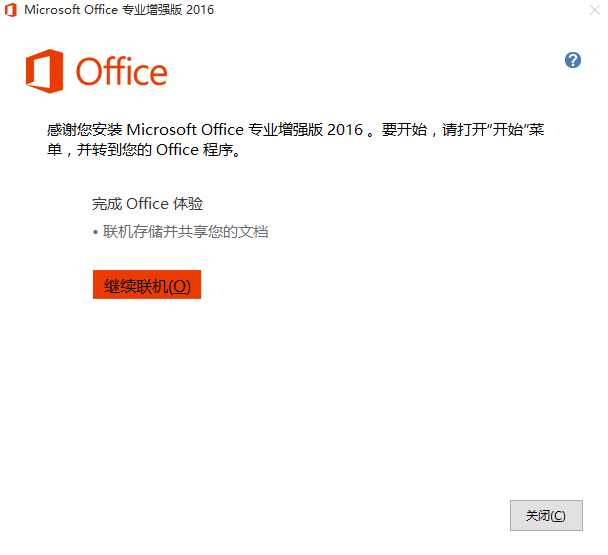 Microsoft Office 专业增强版 2016
Office
?
感谢您安装 Microsoft Office 专业增强版 2016 。要开始，请打开“开始”菜
单，并转到您的 Office 程序。
完成 Office 体验
• 联机存储并共享您的文档
继续联机(O)
关闭(C)